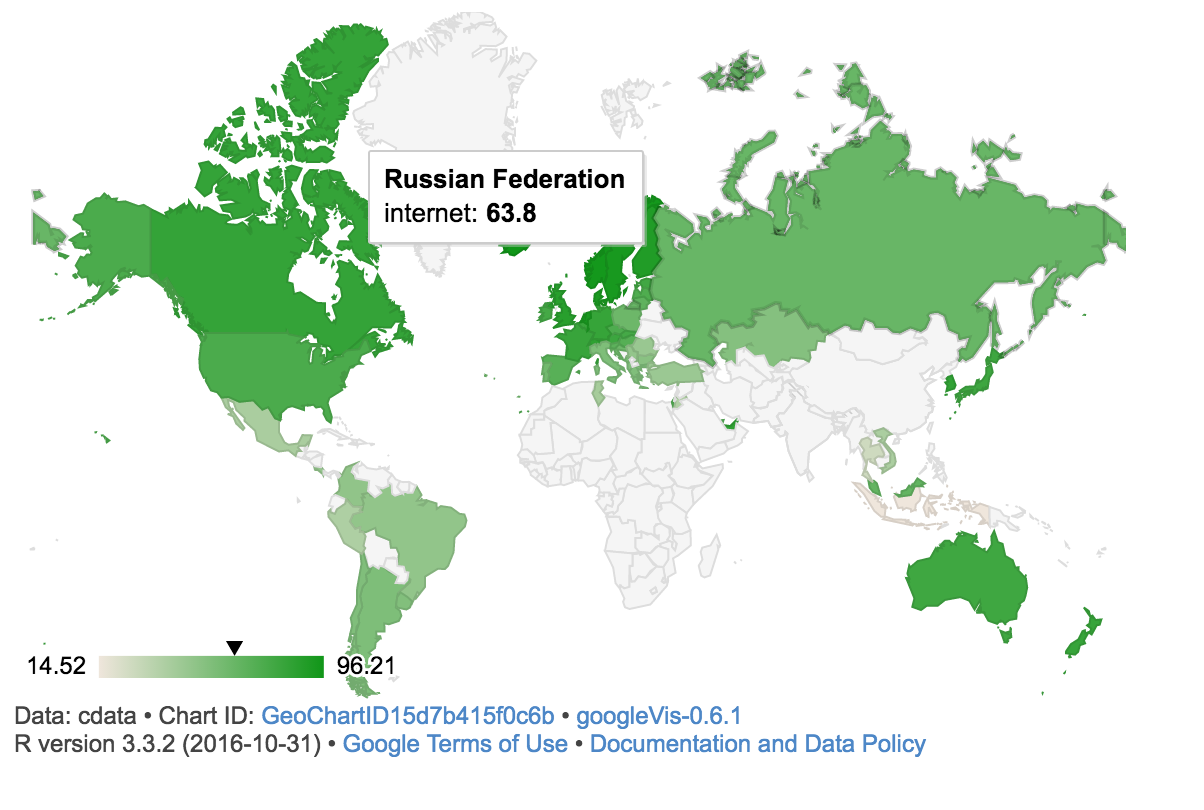 Russian Federation
internet: 63.8
14.52 96.21
Data: cdata • Chart ID: GeoChartID15d7b415f0c6b • googleVis-0.6.1
R version 3.3.2 (2016-10-31) • Google Terms of Use • Documentation and Data Policy